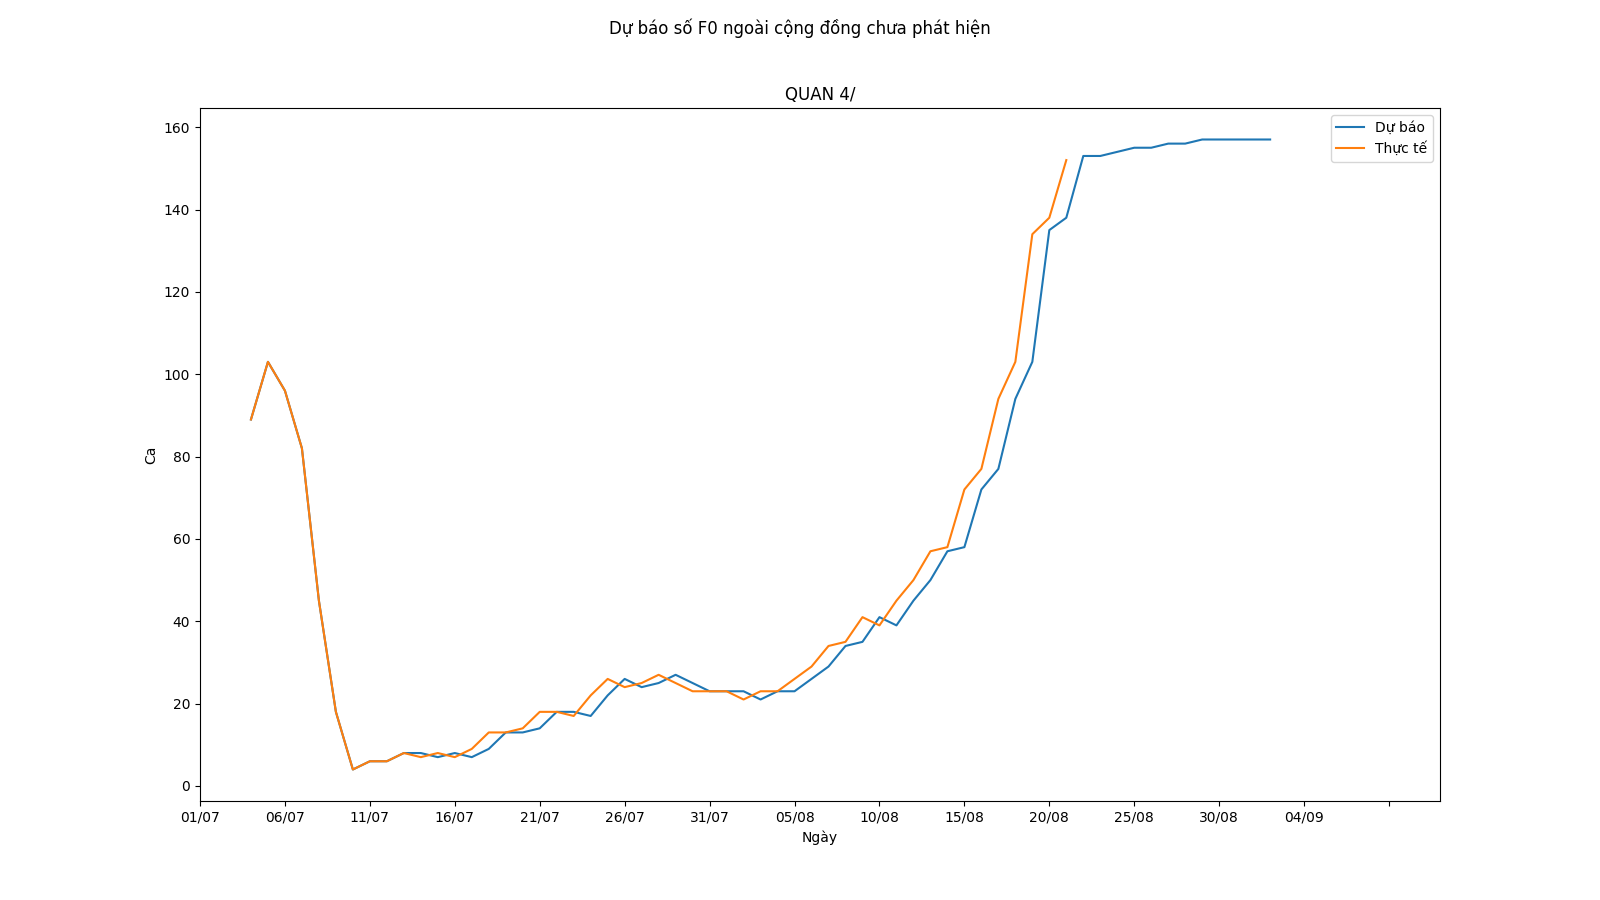 Dự báo số F0 ngoài cộng đồng chưa phát hiện
QUAN 4/
Dự báo
Thực tế
160
140
120
100
80
60
40
20
0
Ca
01/07 06/07 11/07 16/07 21/07 26/07 31/07 05/08 10/08 15/08 20/08 25/08 30/08 04/09
Ngày